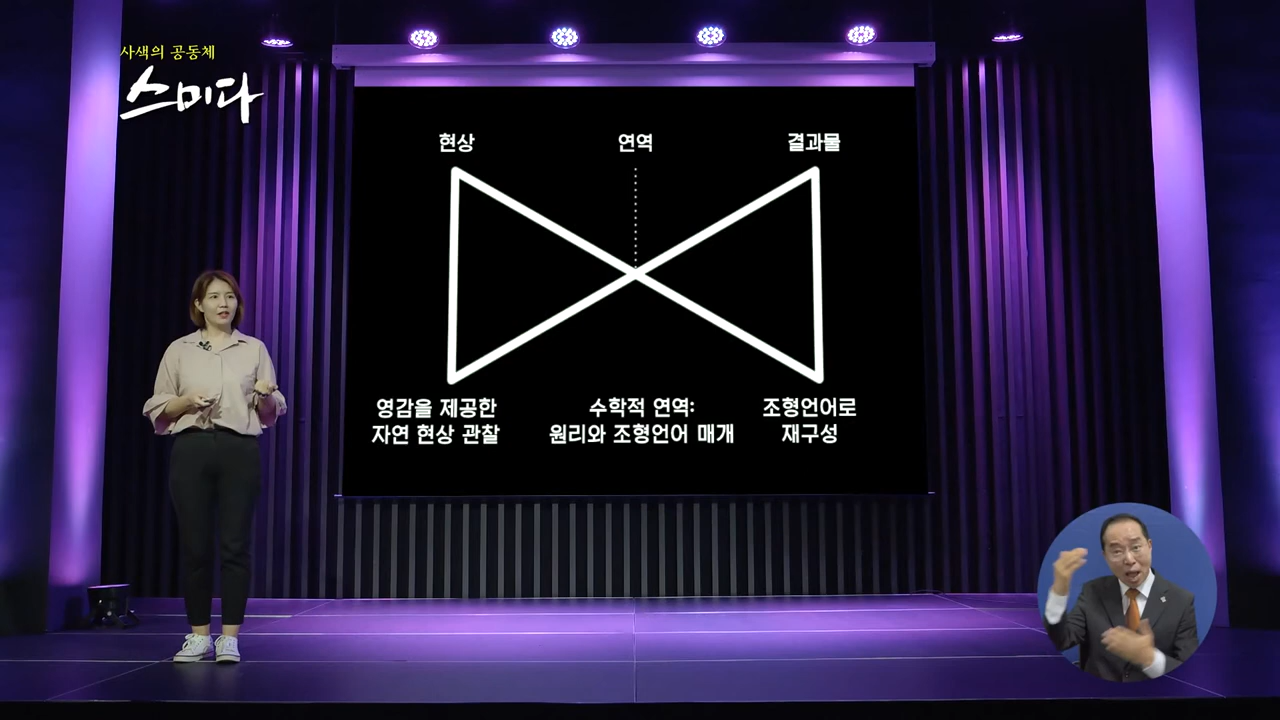 사색의 공동체
스미다
현상
연역
결과물
영감을 제공한
자연 현상 관찰
수학적 연역:
원리와 조형언어 매개
조형언어로
재구성